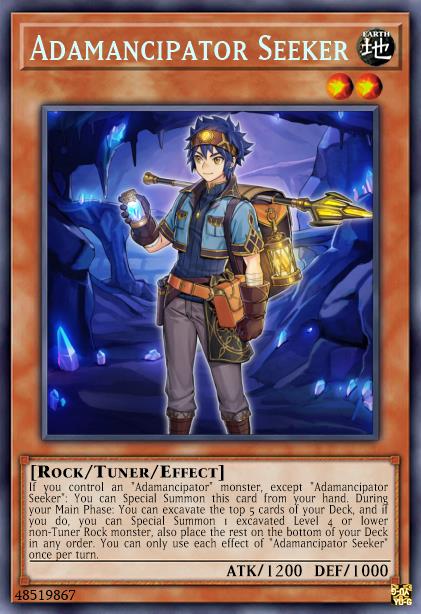 ADAMANCIPATOR SEEKER
EARTH
地
[ROCK/TUNER/EFFECT]
If you control an "Adamancipator" monster, except "Adamancipator
Seeker": You can Special Summon this card from your hand. During
your Main Phase: You can excavate the top 5 cards of your Deck, and if
you do, you can Special Summon 1 excavated Level 4 or lower
non-Tuner Rock monster, also place the rest on the bottom of your Deck
in any order. You can only use each effect of "Adamancipator Seeker"
once per turn.
ATK/1200 DEF/1000
48519867